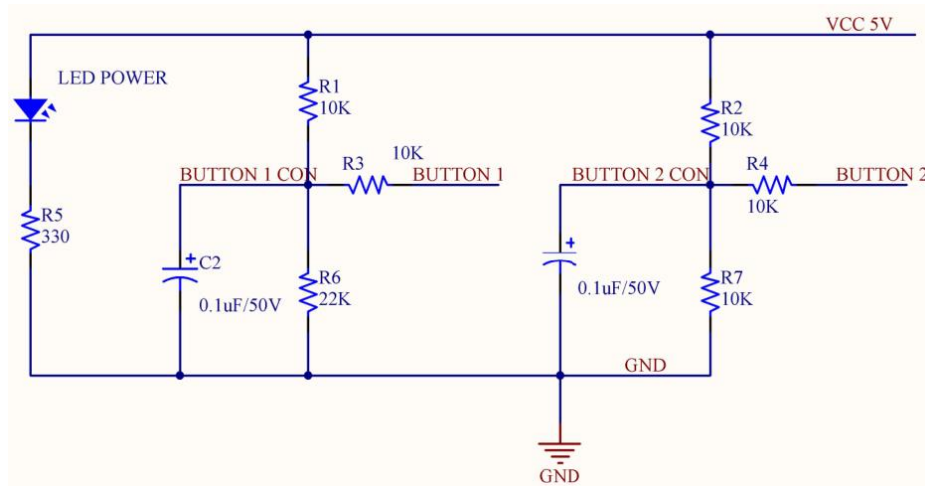 VCC 5V
LED POWER
R1
10K
R2
10K
R3
10K
BUTTON 1 CON
BUTTON 1
R4
10K
BUTTON 2 CON
BUTTON 2
R5
330
+
C2
0.1uF/50V
R6
22K
+
0.1uF/50V
R7
10K
GND
GND